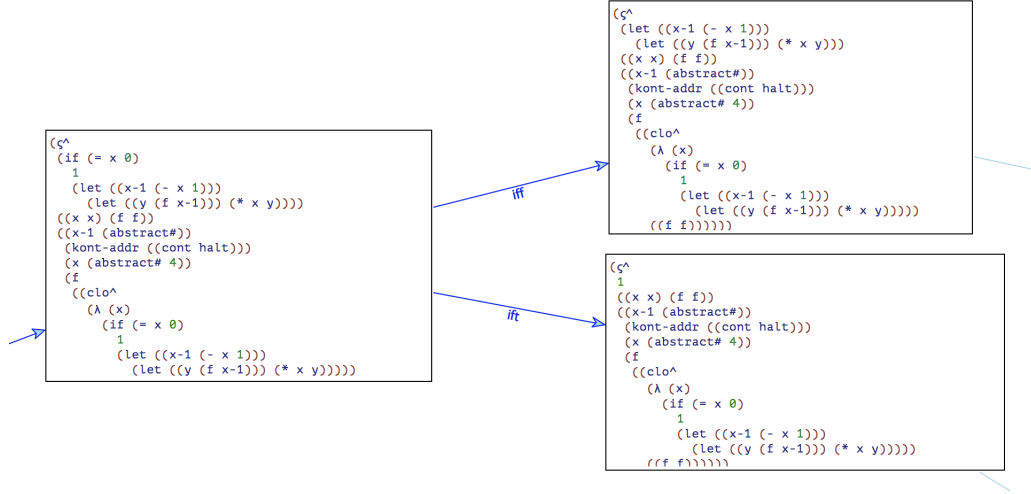 (ς^
(if (= x 0)
1
(let ((x-1 (- x 1)))
(let ((y (f x-1))) (* x y))))
((x x) (f f))
((x-1 (abstract#))
(kont-addr ((cont halt)))
(x (abstract# 4))
(f
((clo^
(λ (x)
(if (= x 0)
1
(let ((x-1 (- x 1)))
(let ((y (f x-1))) (* x y)))))
iff
ift
(ς^
(let ((x-1 (- x 1)))
(let ((y (f x-1))) (* x y)))
((x x) (f f))
((x-1 (abstract#))
(kont-addr ((cont halt)))
(x (abstract# 4))
(f
((clo^
(λ (x)
(if (= x 0)
1
(let ((x-1 (- x 1)))
(let ((y (f x-1))) (* x y)))))
((f f))))))
(ς^
1
((x x) (f f))
((x-1 (abstract#))
(kont-addr ((cont halt)))
(x (abstract# 4))
(f
((clo^
(λ (x)
(if (= x 0)
1
(let ((x-1 (- x 1)))
(let ((y (f x-1))) (* x y)))))
((f f))))))